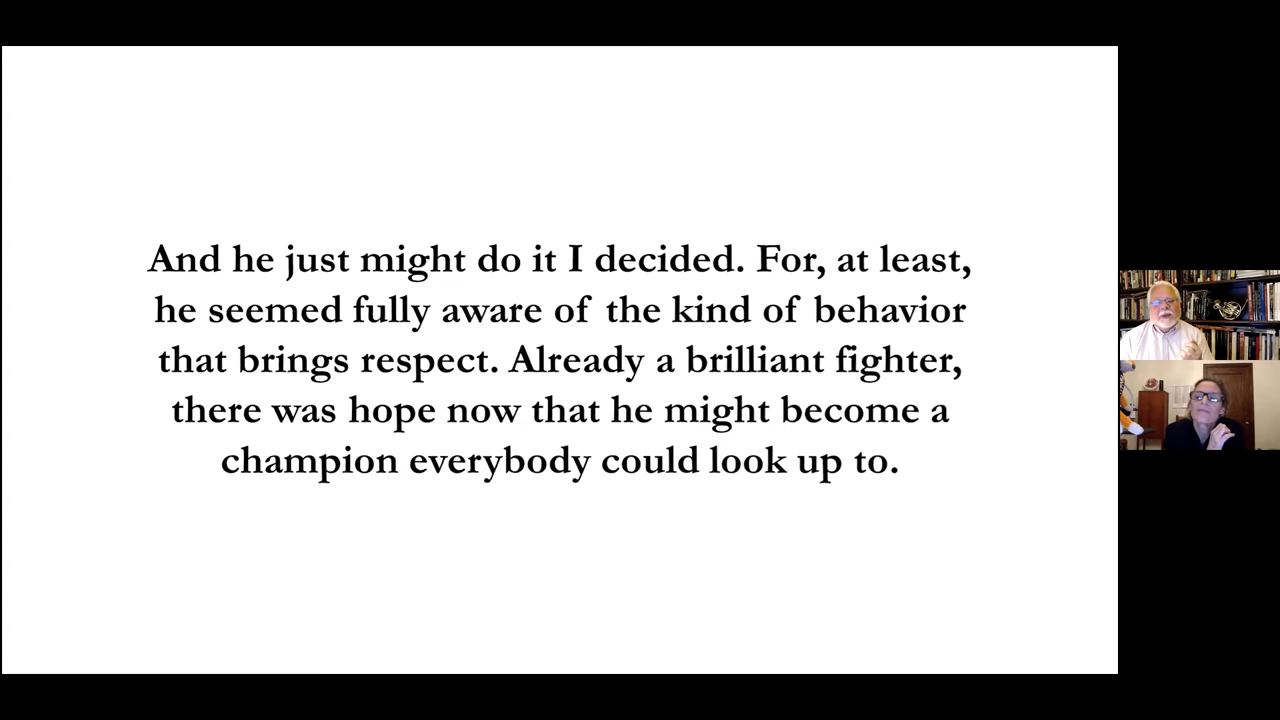 And he just might do it I decided. For, at least,
he seemed fully aware of the kind of behavior
that brings respect. Already a brilliant fighter,
there was hope now that he might become a
champion everybody could look up to.